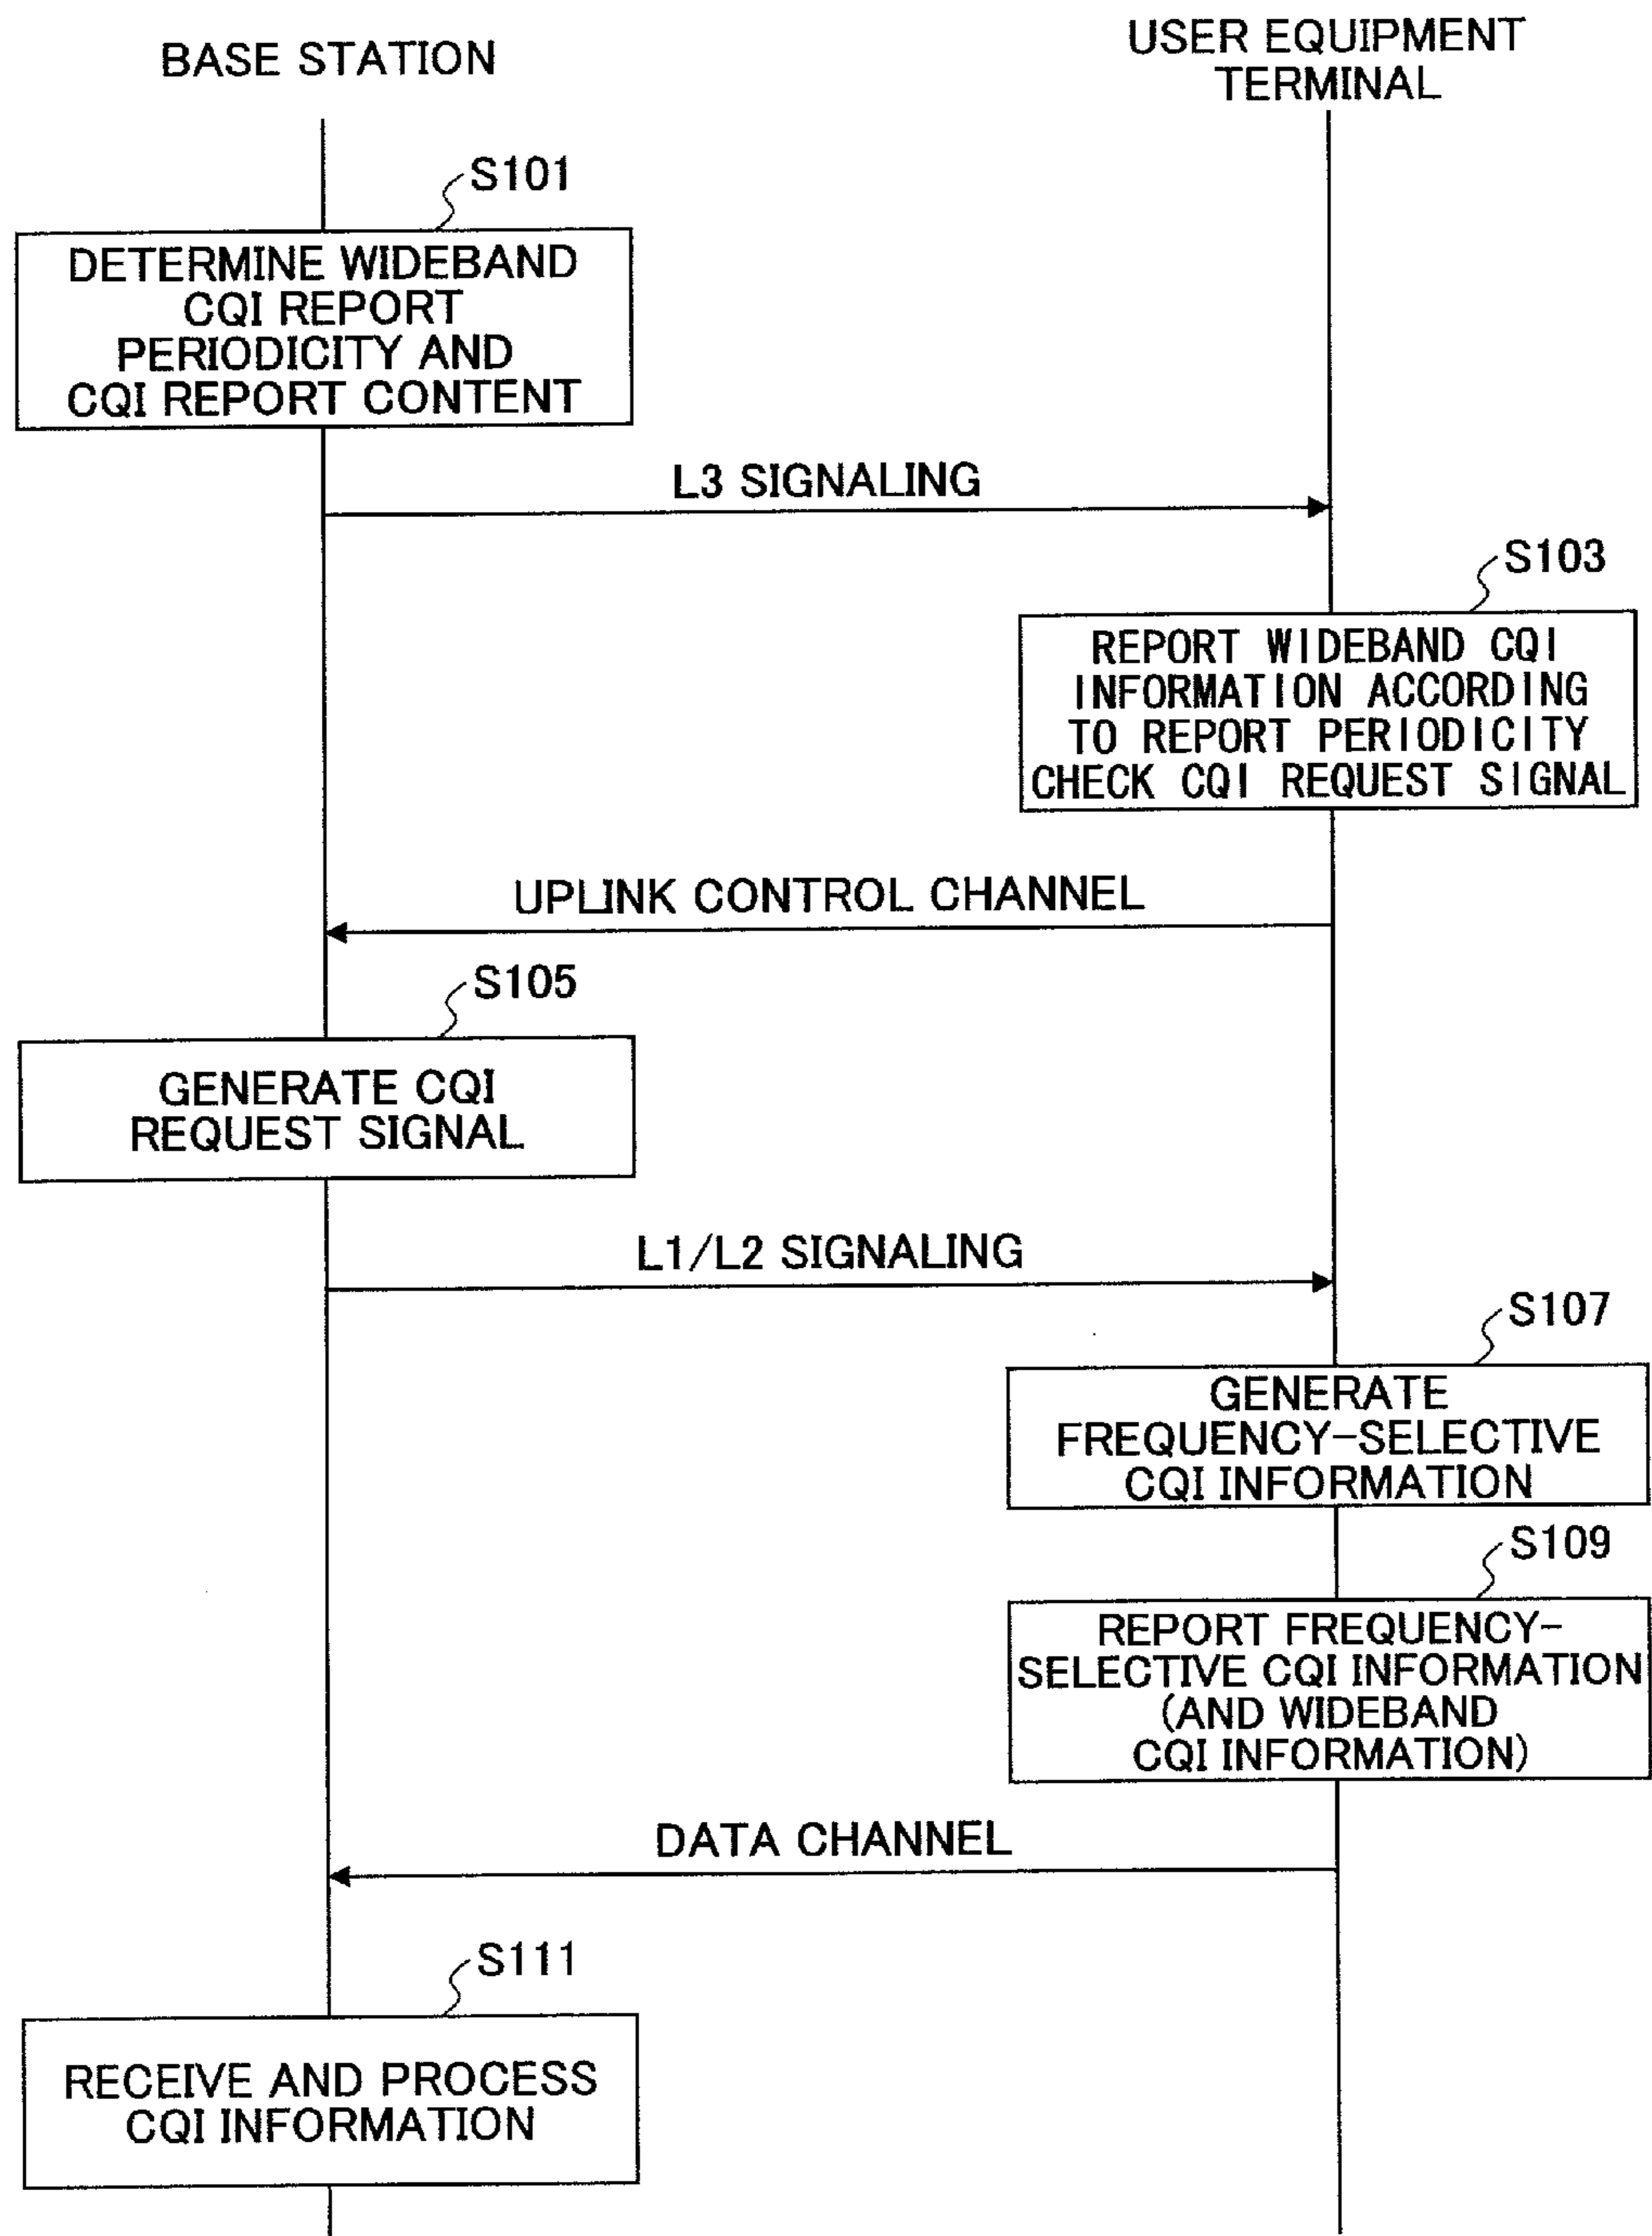 BASE STATION
USER EQUIPMENT
TERMINAL
S101
DETERMINE WIDEBAND
CQI REPORT
PERIODICITY AND
CQI REPORT CONTENT
L3 SIGNALING
S103
REPORT WIDEBAND CQI
INFORMATION ACCORDING
TO REPORT PERIODICITY
CHECK CQI REQUEST SIGNAL
UPLINK CONTROL CHANNEL
S105
GENERATE CQI
REQUEST SIGNAL
L1/L2 SIGNALING
S107
GENERATE
FREQUENCY-SELECTIVE
CQI INFORMATION
S109
REPORT FREQUENCY-
SELECTIVE CQI INFORMATION
(AND WIDEBAND
CQI INFORMATION)
DATA CHANNEL
S111
RECEIVE AND PROCESS
CQI INFORMATION